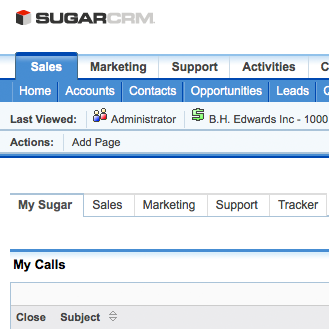 SUGARCRM
Sales Marketing Support Activities C
Home Accounts Contacts Opportunities Leads
Last Viewed: Administrator B.H. Edwards Inc - 1000
Actions: Add Page
My Sugar Sales Marketing Support Tracker
My Calls
Close Subject